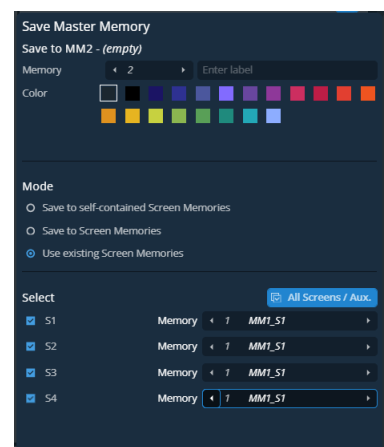 Save Master Memory
Save to MM2 - (empty)
Memory 2 Enter label
Color
Mode
Save to self-contained Screen Memories
Save to Screen Memories
Use existing Screen Memories
Select All Screens / Aux.
S1 Memory 1 MM1_S1
S2 Memory 1 MM1_S1
S3 Memory 1 MM1_S1
S4 Memory 1 MM1_S1